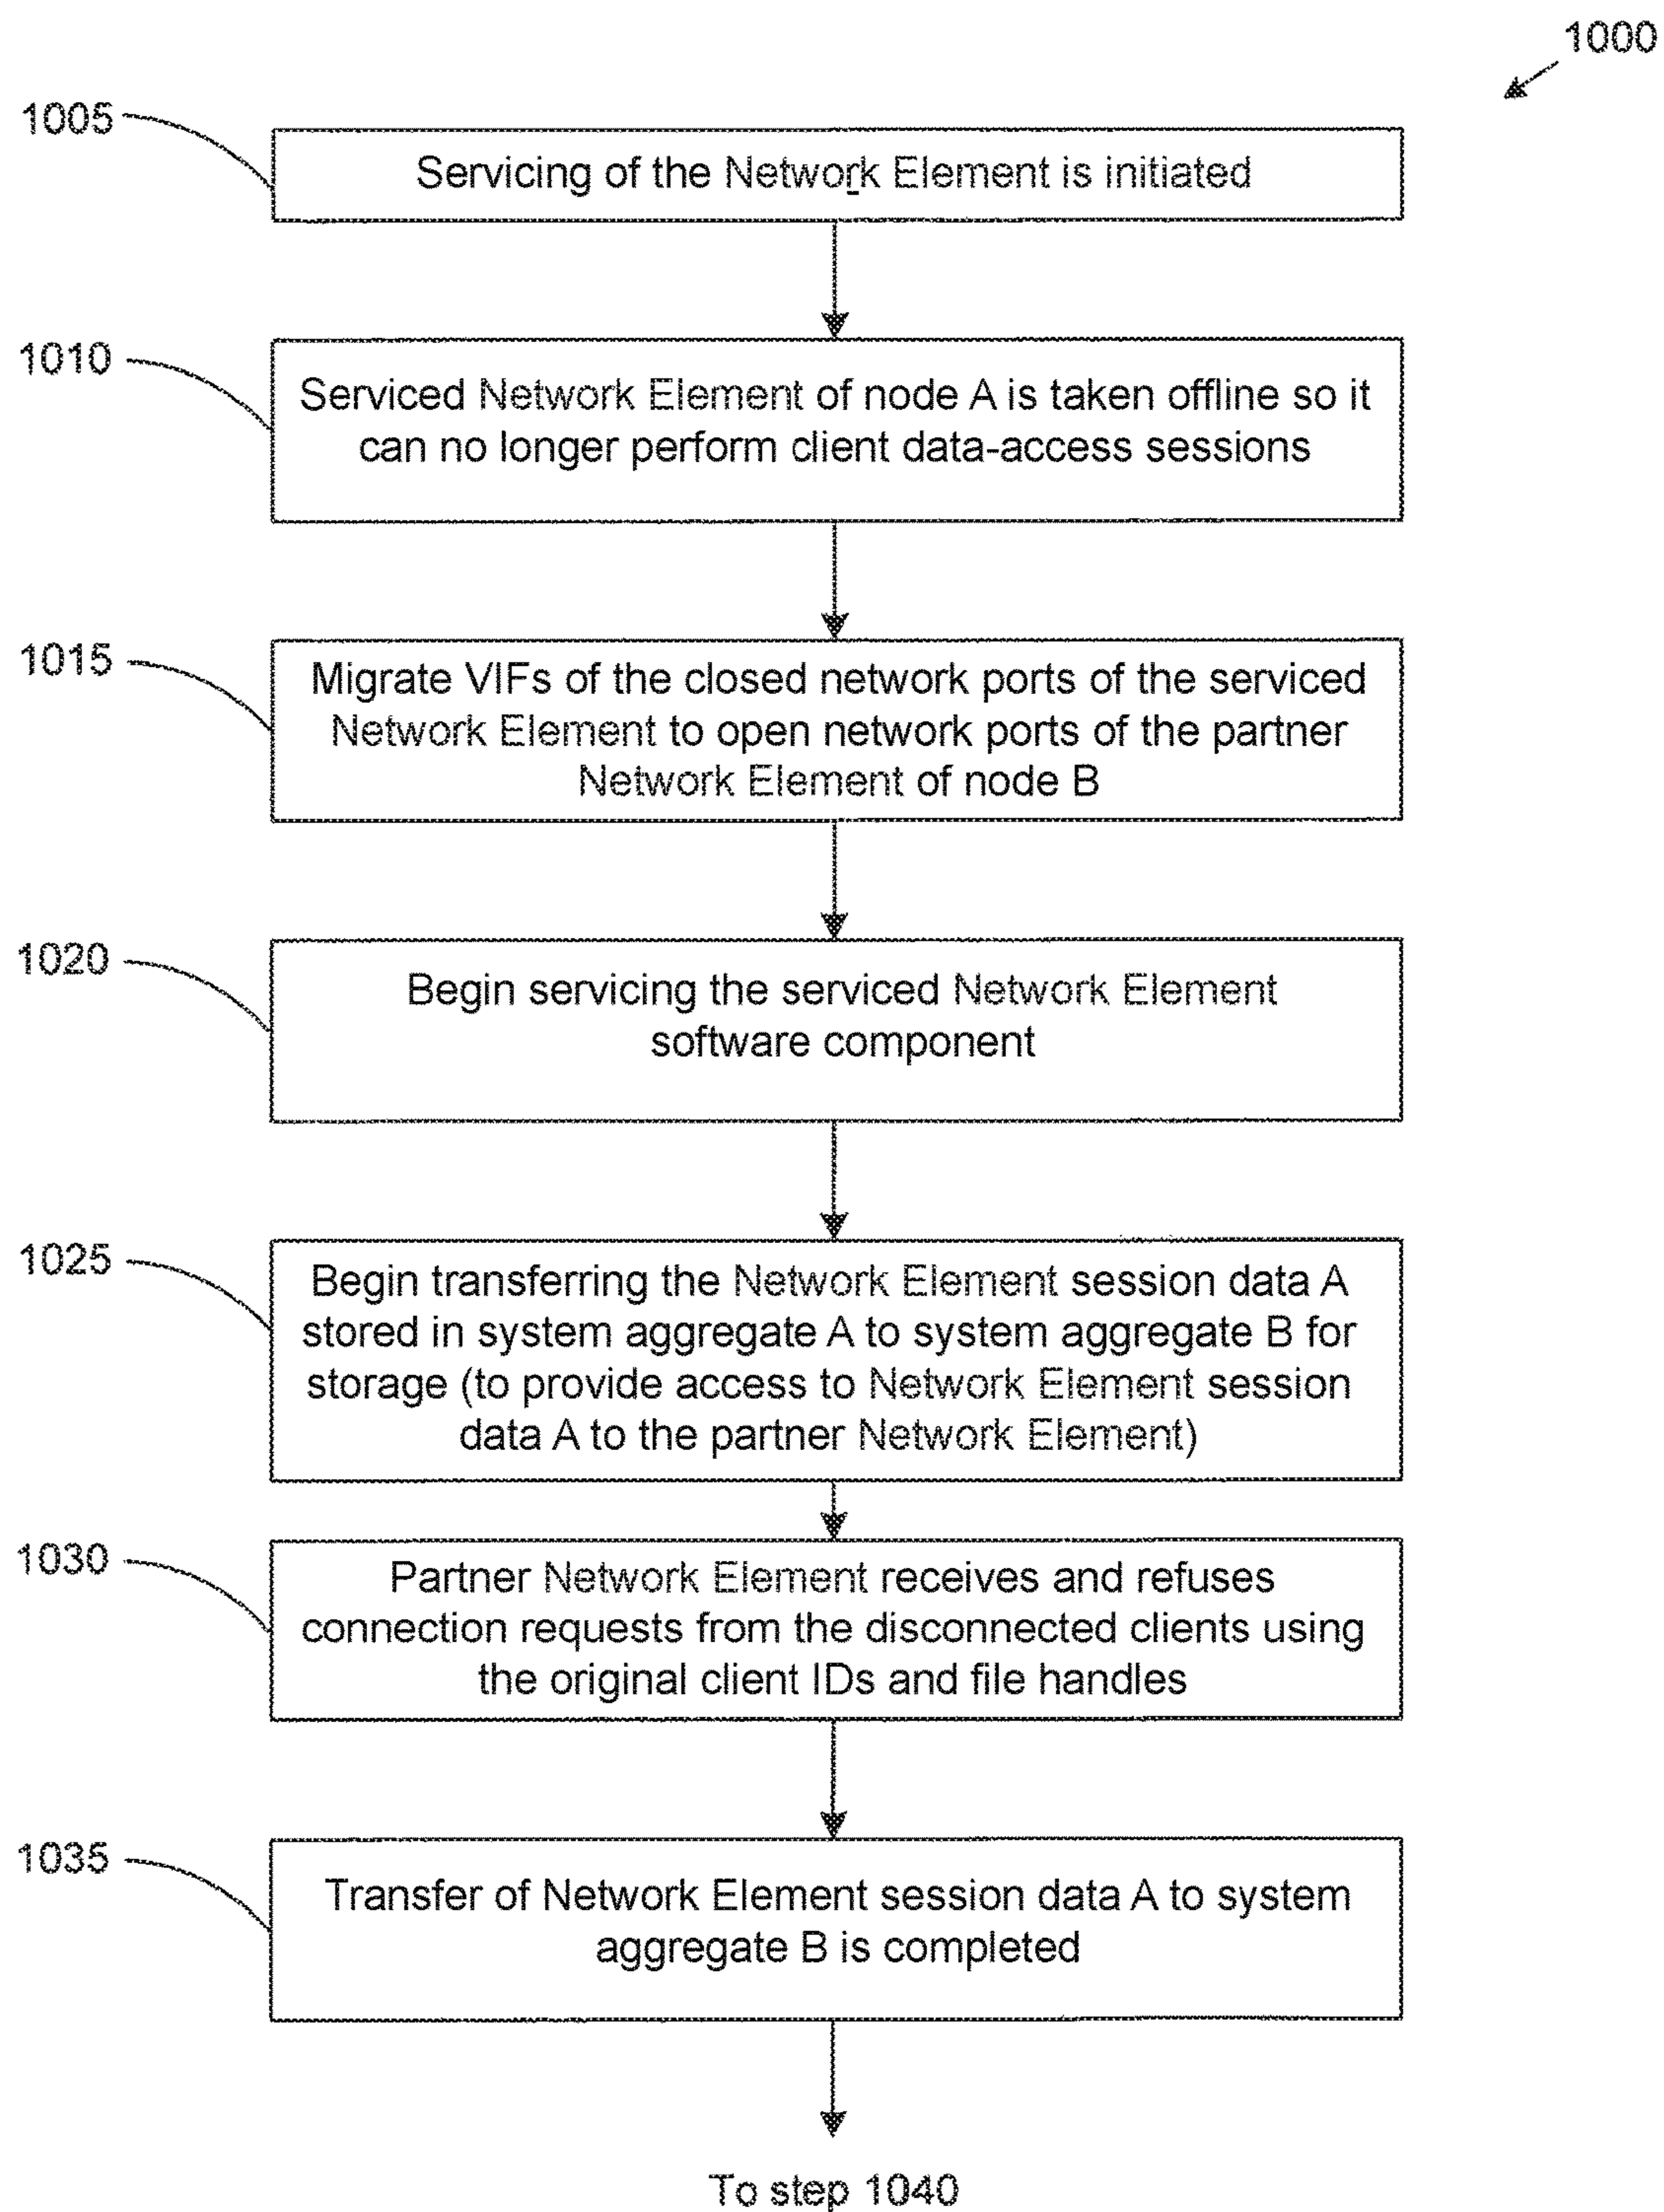 1000
1005
Servicing of the Network Element is initiated
1010
Serviced Network Element of node A is taken offline so it
can no longer perform client data-access sessions
1015
Migrate VIFs of the closed network ports of the serviced
Network Element to open network ports of the partner
Network Element of node B
1020
Begin servicing the serviced Network Element
software component
1025
Begin transferring the Network Element session data A
stored in system aggregate A to system aggregate B for
storage (to provide access to Network Element session
data A to the partner Network Element)
1030
Partner Network Element receives and refuses
connection requests from the disconnected clients using
the original client IDs and file handles
1035
Transfer of Network Element session data A to system
aggregate B is completed
To step 1040